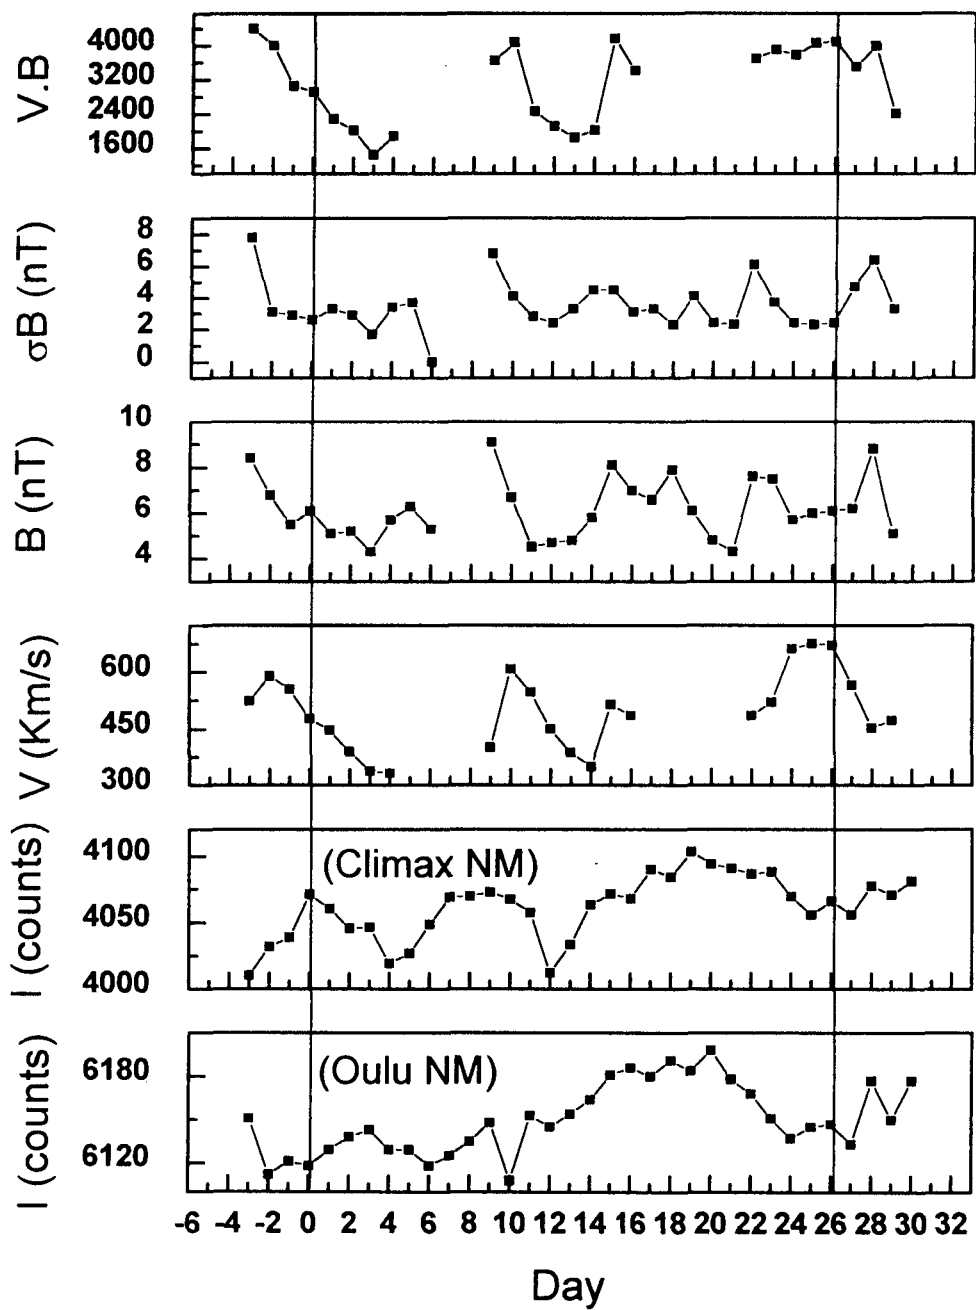 V.B
4000
3200
2400
1600
σB (nT)
8
6
4
2
0
B (nT)
10
8
6
4
V (Km/s)
600
450
300
I (counts)
4100
4050
4000
(Climax NM)
I (counts)
6180
6120
(Oulu NM)
-6 -4 -2 0 2 4 6 8 10 12 14 16 18 20 22 24 26 28 30 32
Day